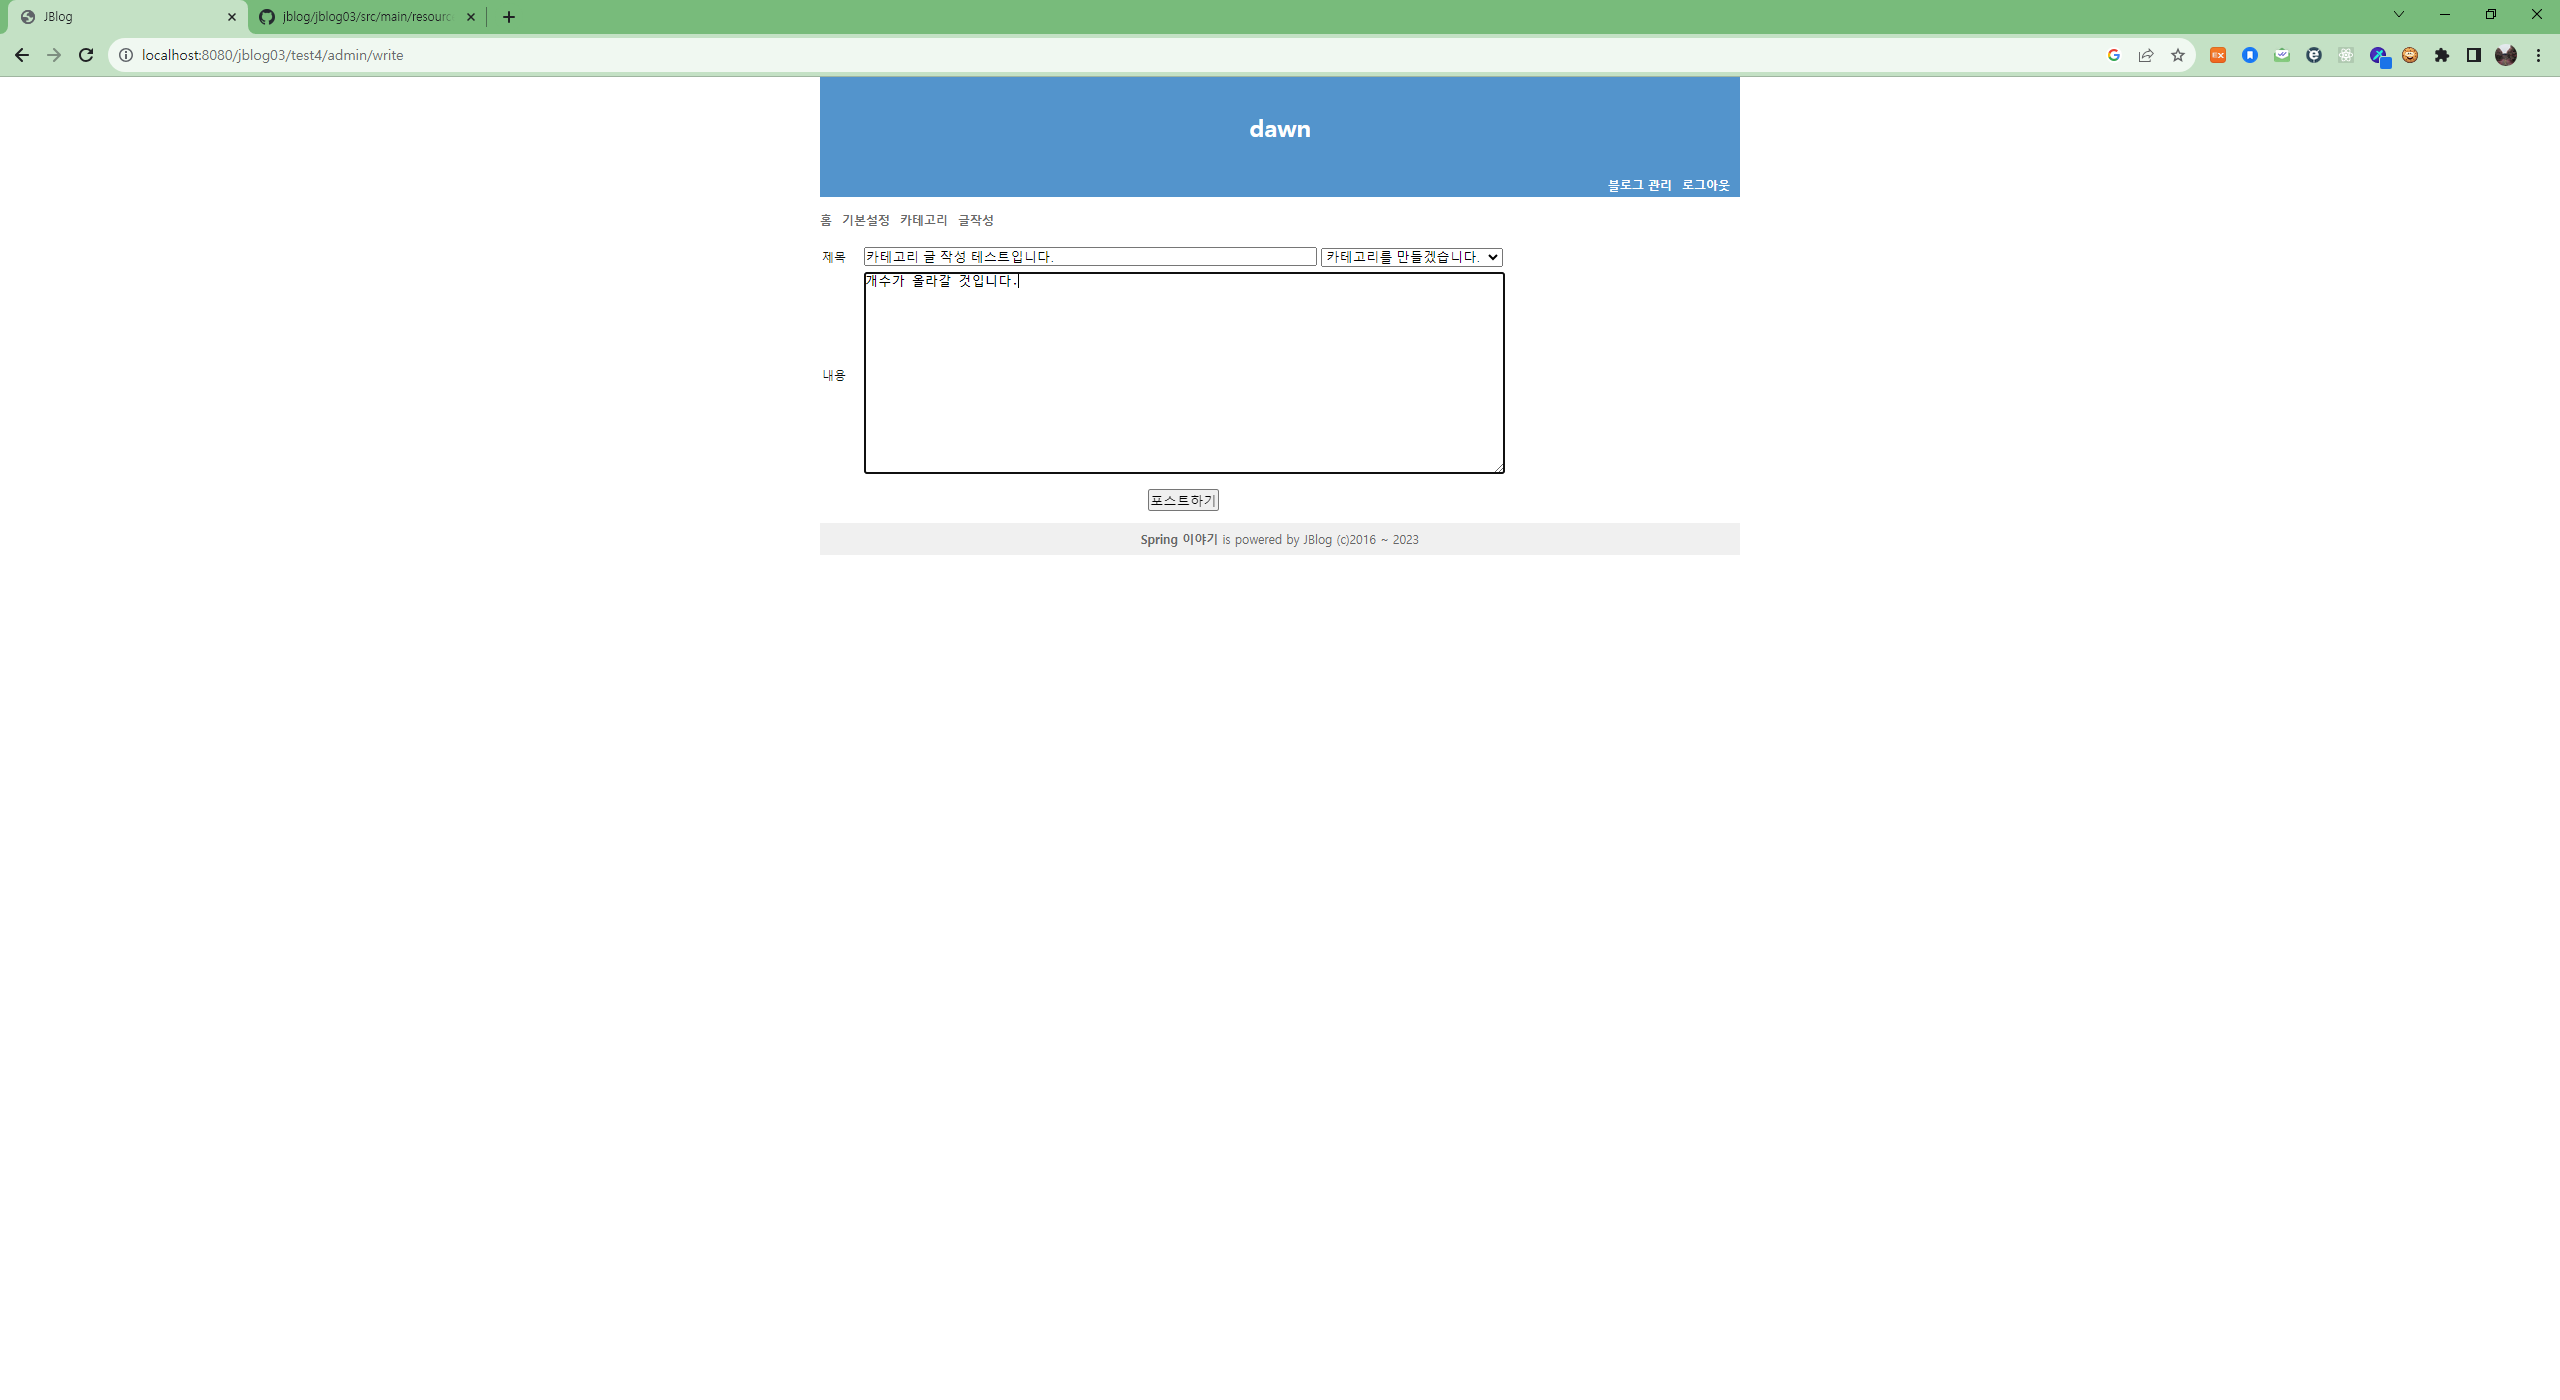 JBlog
jblog/jblog03/src/main/resourc
localhost:8080/jblog03/test4/admin/write
dawn
블로그 관리 로그아웃
홈 기본설정 카테고리 글작성
제목 카테고리 글 작성 테스트입니다. 카테고리를 만들겠습니다.
개수가 올라갈 것입니다.
내용
포스트하기
Spring 이야기 is powered by JBlog (c)2016 ~ 2023